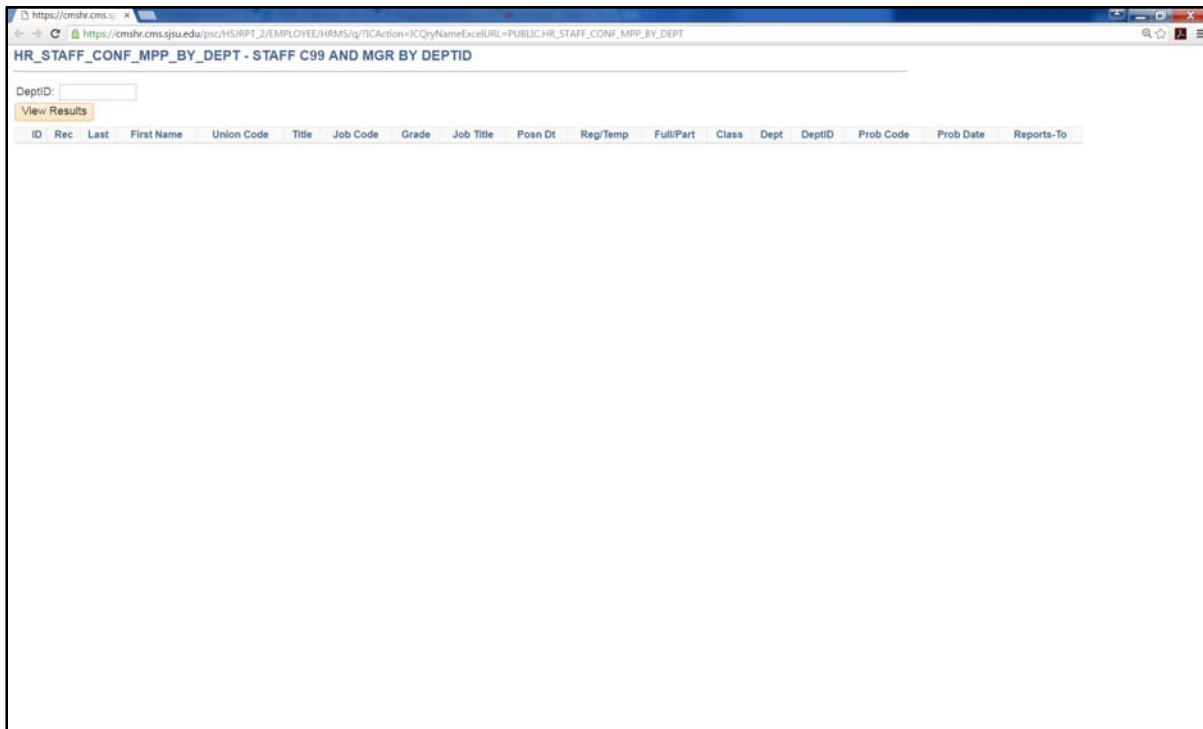 https://cmshr.cms.sj
https://cmshr.cms.sjsu.edu/psc/HSJRPT_2/EMPLOYEE/HRMS/q/?ICAction=ICQryNameExcelURL=PUBLIC.HR_STAFF_CONF_MPP_BY_DEPT
HR_STAFF_CONF_MPP_BY_DEPT - STAFF C99 AND MGR BY DEPTID
DeptID:
View Results
ID Rec Last First Name Union Code Title Job Code Grade Job Title Posn Dt Reg/Temp Full/Part Class Dept DeptID Prob Code Prob Date Reports-To